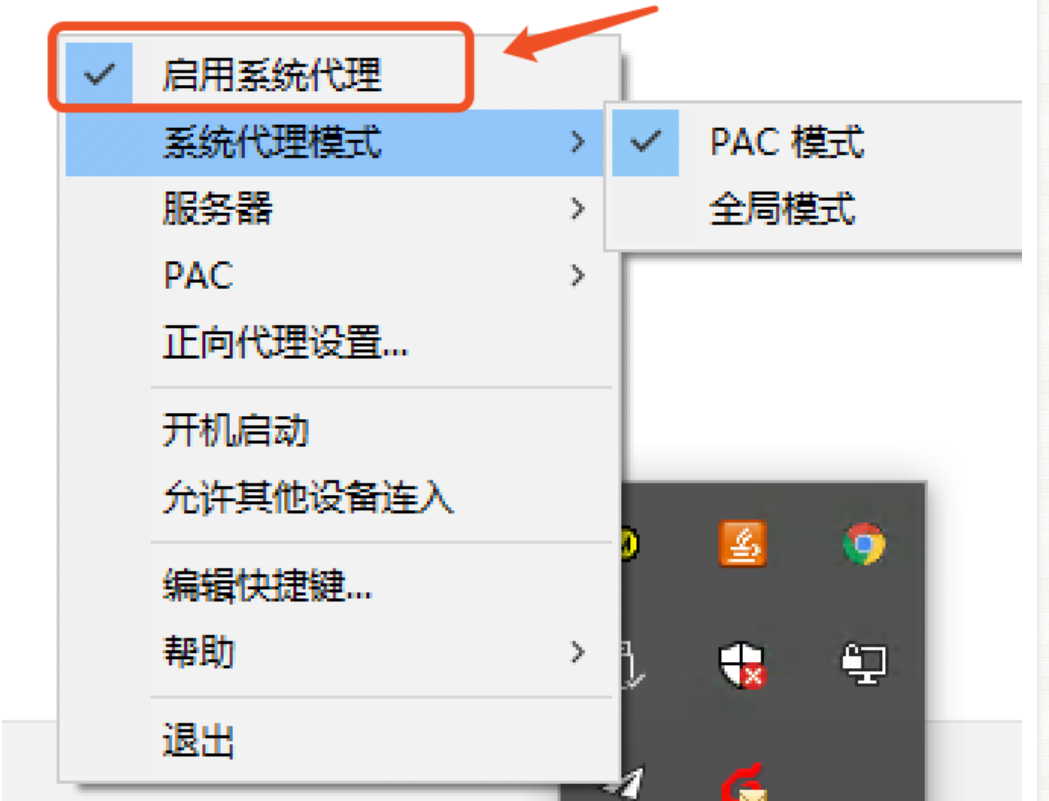 启用系统代理
系统代理模式
PAC 模式
全局模式
服务器
PAC
正向代理设置...
开机启动
允许其他设备连入
编辑快捷键...
帮助
退出